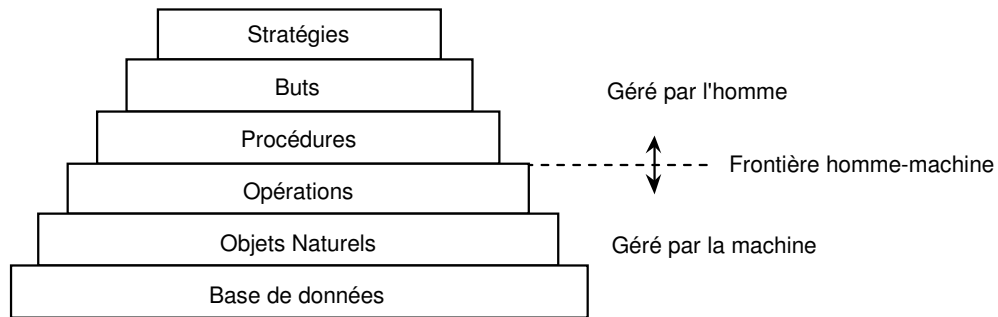 Stratégies
Buts
Géré par l'homme
Procédures
Frontière homme-machine
Opérations
Objets Naturels
Géré par la machine
Base de données